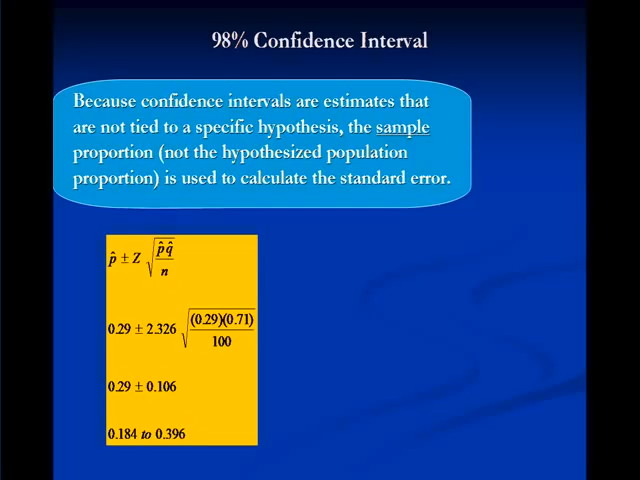 98% Confidence Interval
Because confidence intervals are estimates that
are not tied to a specific hypothesis, the sample
proportion (not the hypothesized population
proportion) is used to calculate the standard error.
p̂ ± Z √(p̂ q̂ / n)
0.29 ± 2.326 √((0.29)(0.71) / 100)
0.29 ± 0.106
0.184 to 0.396